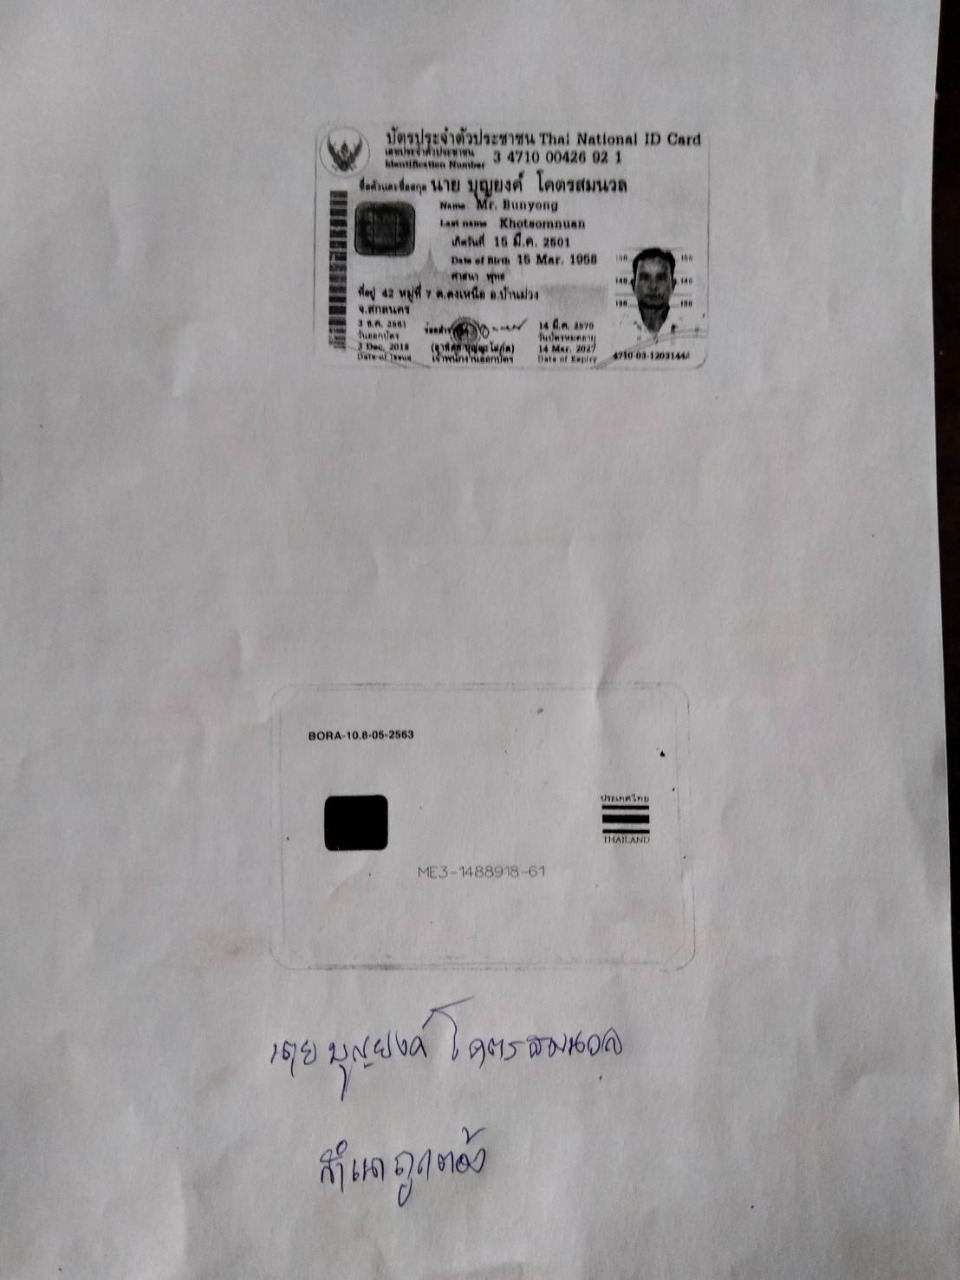 บัตรประจำตัวประชาชน Thai National ID Card
เลขประจำตัวประชาชน
Identification Number
3 4710 00426 02 1
ชื่อตัวและชื่อสกุล นาย บุญยงค์ โคตรสมนวล
Name Mr. Bunyong
Last name Khotsomnuan
เกิดวันที่ 15 มี.ค. 2501
Date of Birth 15 Mar. 1958
ศาสนา พุทธ
ที่อยู่ 42 หมู่ที่ 7 ต.ดงเหนือ อ.บ้านม่วง
จ.สกลนคร
3 ธ.ค. 2561
วันออกบัตร
3 Dec. 2018
Date of Issue
เจ้าพนักงานออกบัตร
14 มี.ค. 2570
วันบัตรหมดอายุ
14 Mar. 2027
Date of Expiry
BORA-10.8-05-2563
ประเทศไทย
THAILAND
ME3-1488918-61
นาย บุญยงค์ โคตรสมนวล
สำเนาถูกต้อง